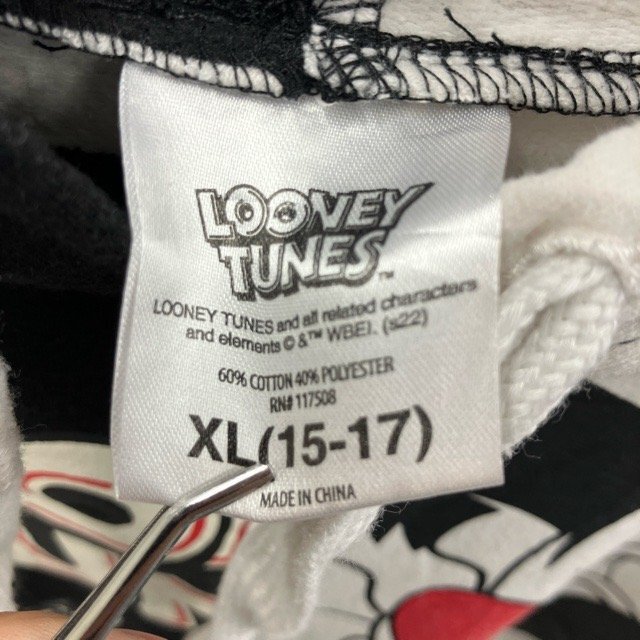 LOONEY
TUNES™
LOONEY TUNES and all related characters
and elements © & ™ WBEI. (s22)
60% COTTON 40% POLYESTER
RN# 117508
XL(15-17)
MADE IN CHINA